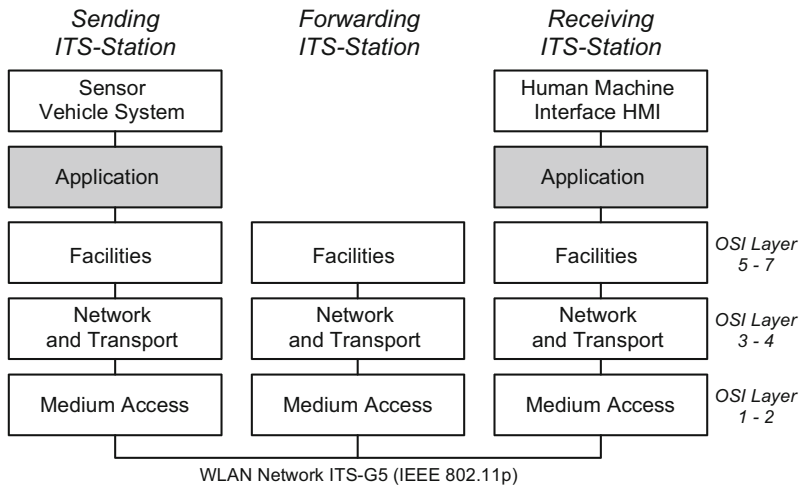 Sending
ITS-Station
Forwarding
ITS-Station
Receiving
ITS-Station
Sensor
Vehicle System
Human Machine
Interface HMI
Application
Application
Facilities
Facilities
Facilities
OSI Layer
5 - 7
Network
and Transport
Network
and Transport
Network
and Transport
OSI Layer
3 - 4
Medium Access
Medium Access
Medium Access
OSI Layer
1 - 2
WLAN Network ITS-G5 (IEEE 802.11p)